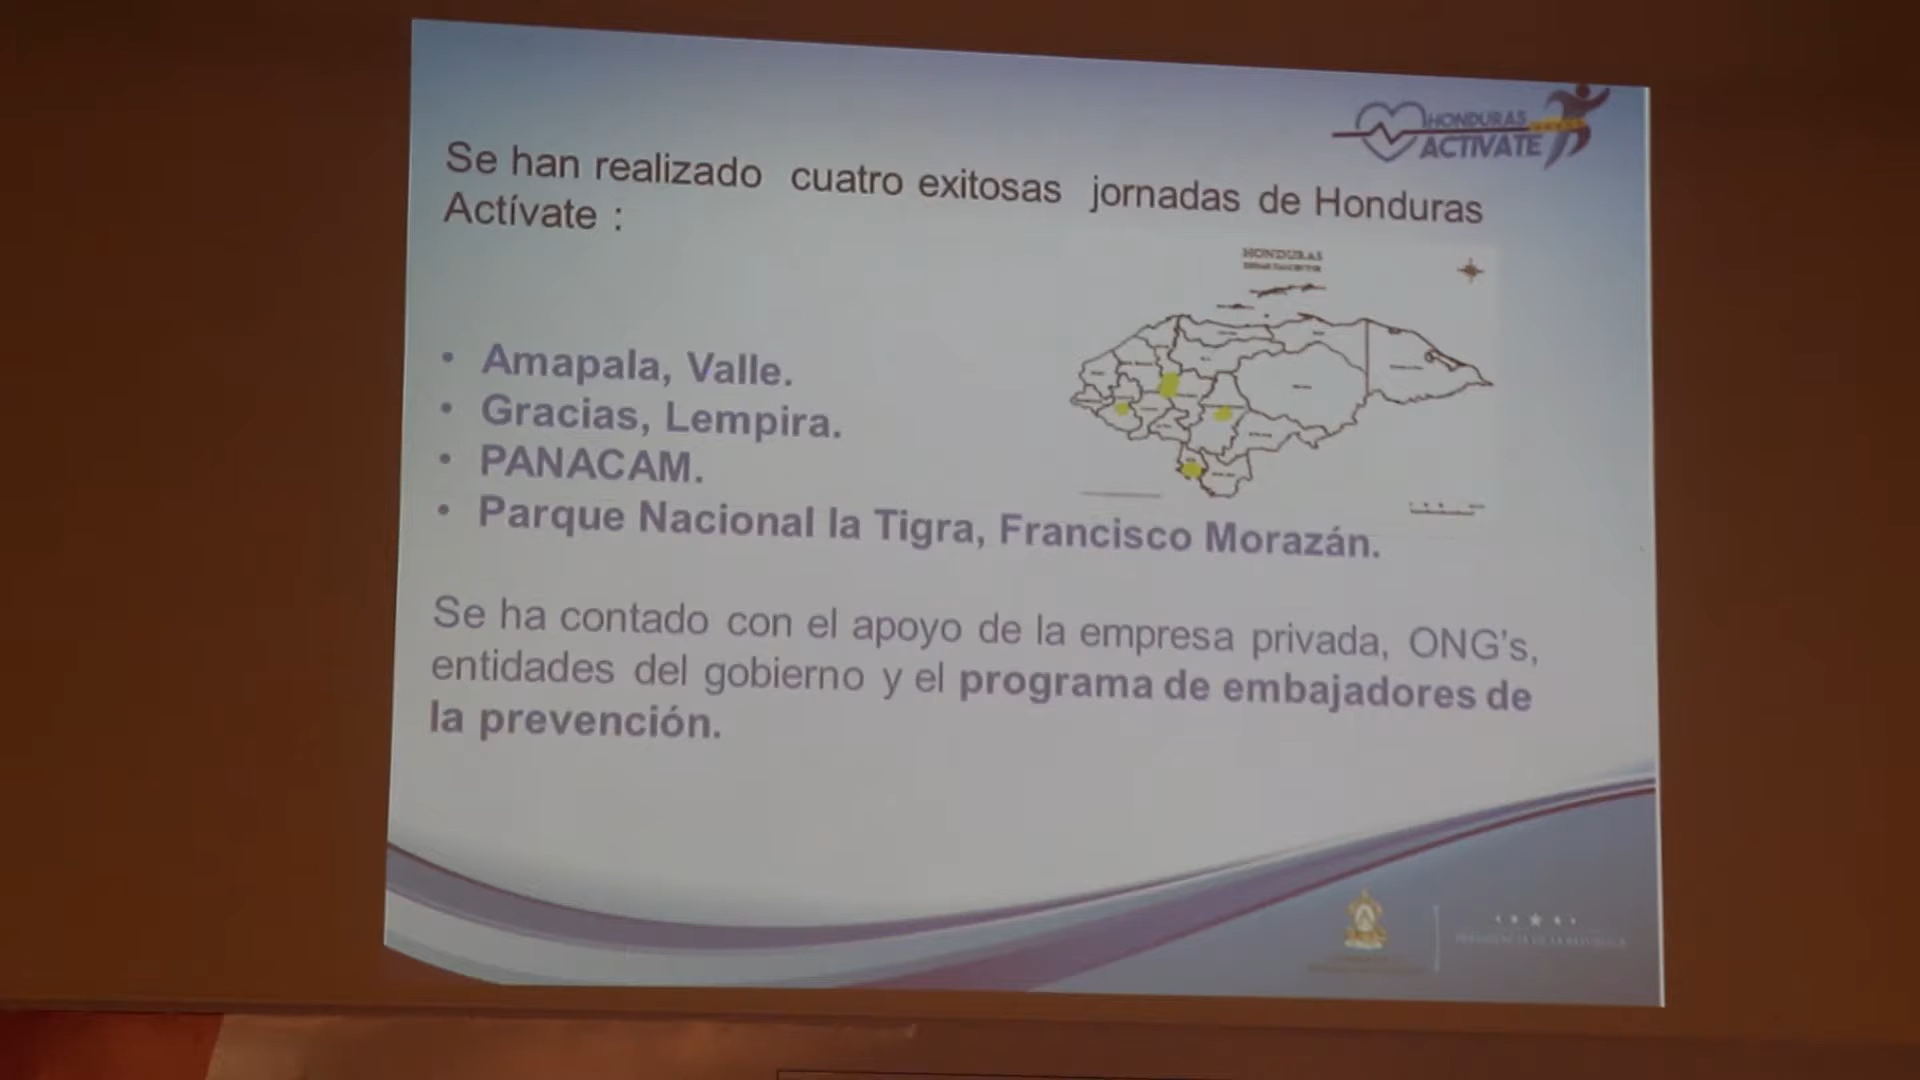 HONDURAS
ACTIVATE
Se han realizado cuatro exitosas jornadas de Honduras
Actívate :
HONDURAS
• Amapala, Valle.
• Gracias, Lempira.
• PANACAM.
• Parque Nacional la Tigra, Francisco Morazán.
Se ha contado con el apoyo de la empresa privada, ONG's,
entidades del gobierno y el programa de embajadores de
la prevención.